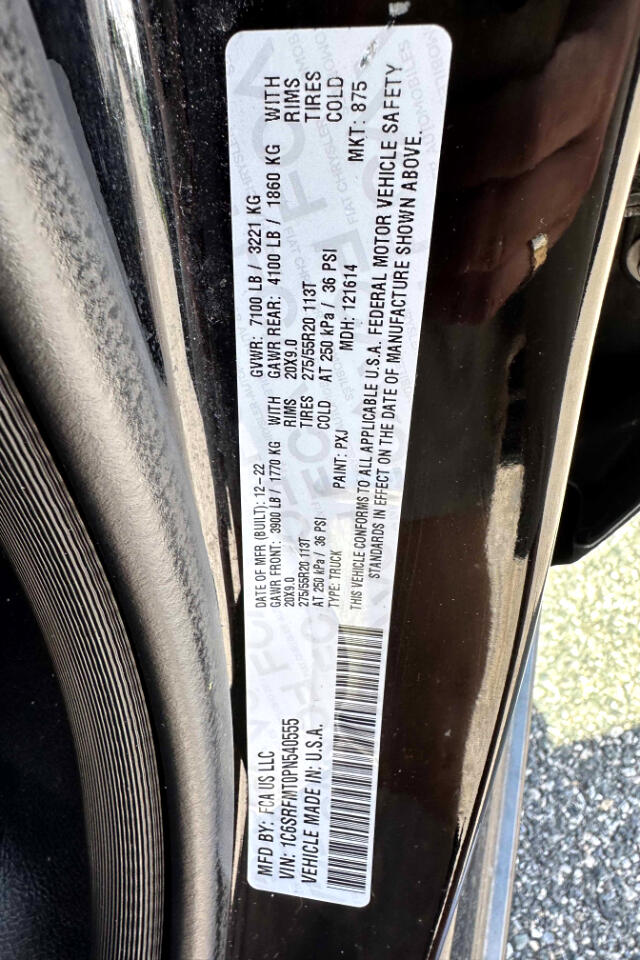 MFD BY: FCA US LLC
VIN: 1C6SRFMT0PN540555
VEHICLE MADE IN: U.S.A.
DATE OF MFR (BUILT): 12-22 GVWR: 7100 LB / 3221 KG
GAWR FRONT: 3900 LB / 1770 KG WITH GAWR REAR: 4100 LB / 1860 KG WITH
20X9.0 RIMS 20X9.0 RIMS
275/55R20 113T TIRES 275/55R20 113T TIRES
AT 250 kPa / 36 PSI COLD AT 250 kPa / 36 PSI COLD
TYPE: TRUCK PAINT: PXJ MDH: 121614 MKT: 875
THIS VEHICLE CONFORMS TO ALL APPLICABLE U.S.A. FEDERAL MOTOR VEHICLE SAFETY
STANDARDS IN EFFECT ON THE DATE OF MANUFACTURE SHOWN ABOVE.